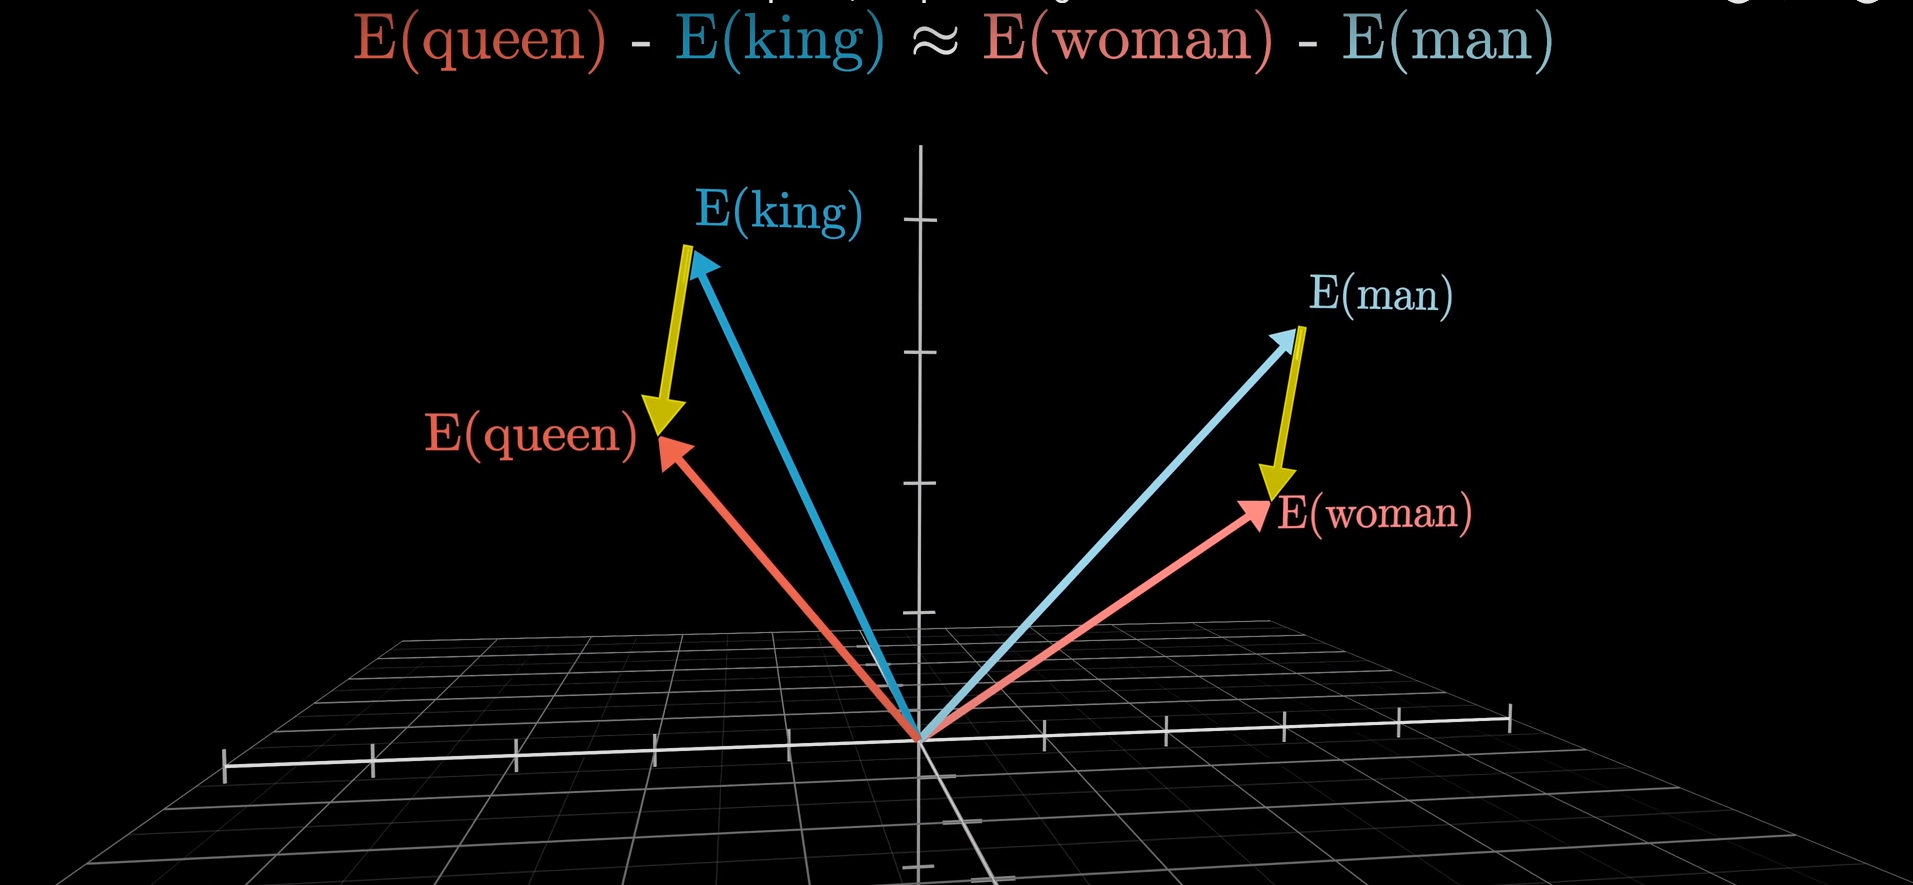 E(queen) - E(king) ≈ E(woman) - E(man)
E(king)
E(man)
E(queen)
E(woman)